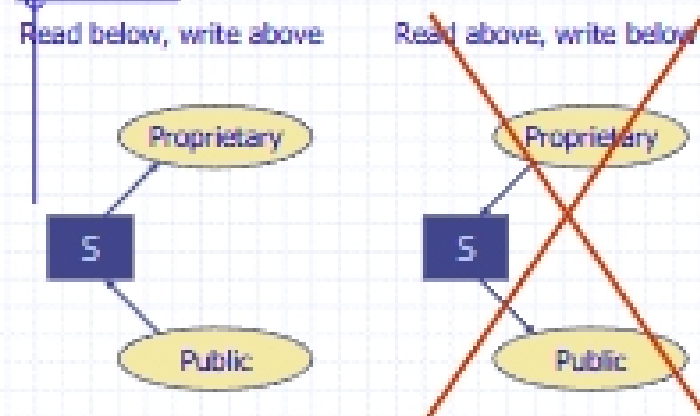 Read below, write above
Proprietary
S
Public
Read above, write below
Proprietary
S
Public